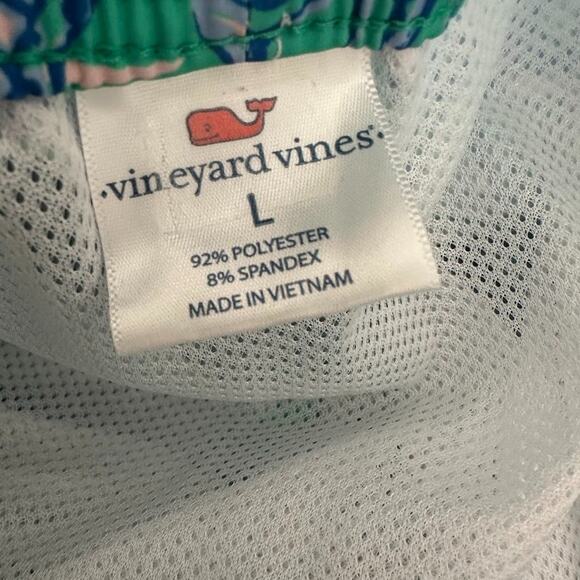 vineyard vines
L
92% POLYESTER
8% SPANDEX
MADE IN VIETNAM